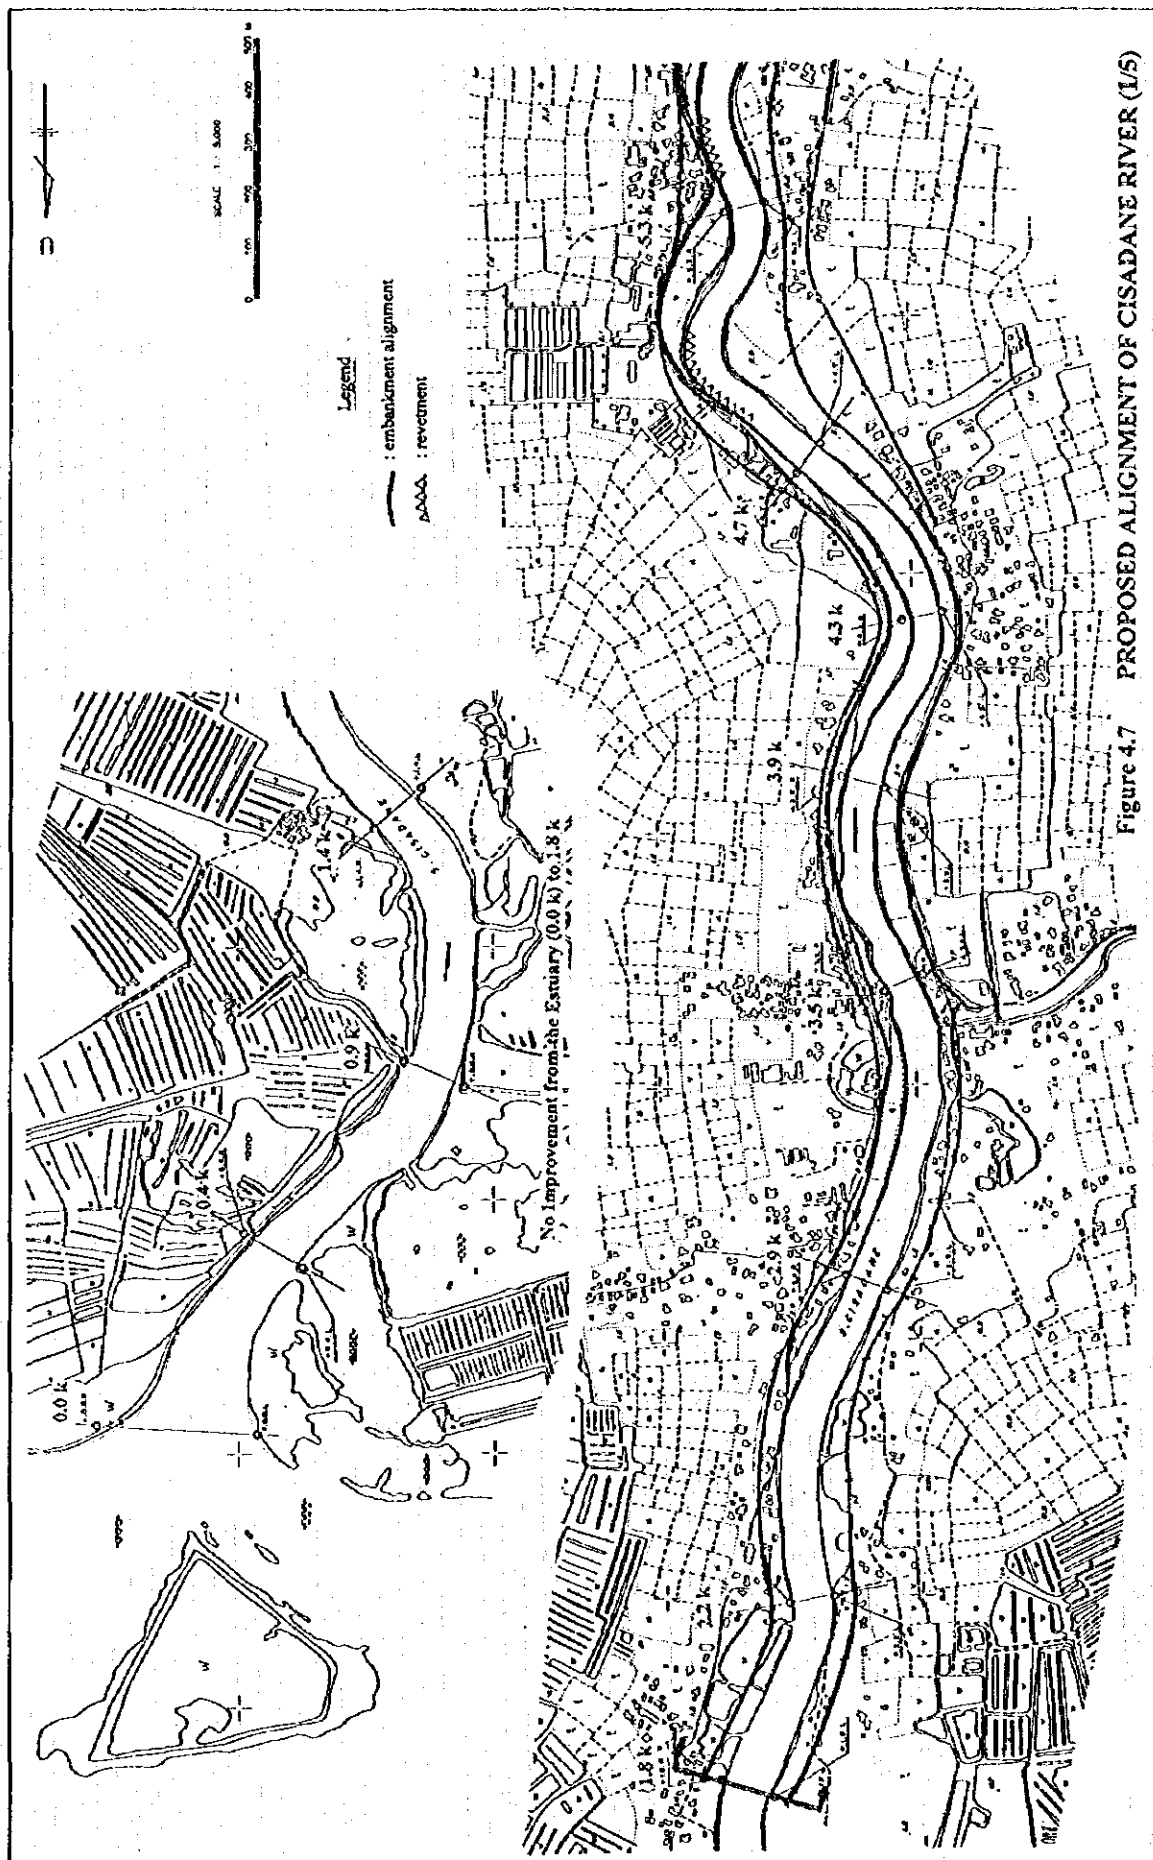 SCALE 1 : 5,000
0 100 200 300 400 500 m
Legend
: embankment alignment
: revetment
0.0 k
0.4 k
0.9 k
1.4 k
S. CISADANE
No Improvement from the Estuary (0.0 k) to 1.8 k
1.8 k
2.2 k
2.9 k
3.5 k
3.9 k
4.3 k
4.7 k
5.3 k
S. CISADANE
Figure 4.7 PROPOSED ALIGNMENT OF CISADANE RIVER (1/5)